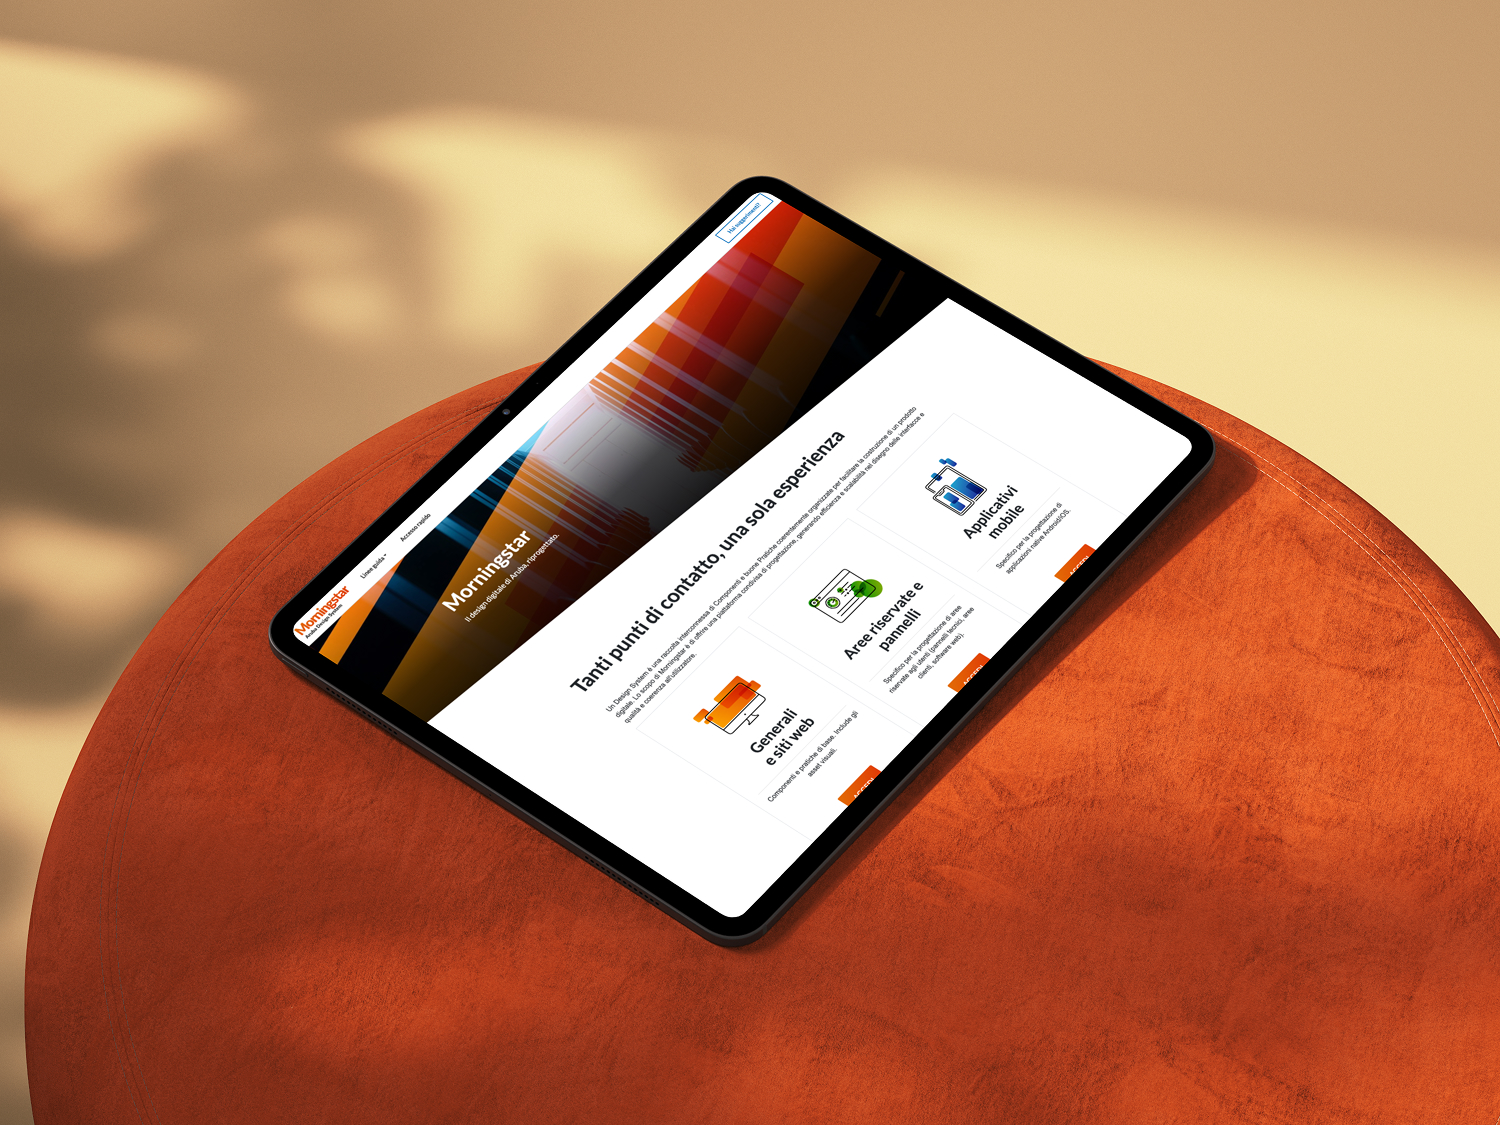 Morningstar
Aruba Design System
Linee guida
Accesso rapido
Hai suggerimenti?
Morningstar
Il design digitale di Aruba, riprogettato.
Tanti punti di contatto, una sola esperienza
Un Design System è una raccolta interconnessa di Componenti e buone Pratiche coerentemente organizzate per facilitare la costruzione di un prodotto
digitale. Lo scopo di Morningstar è di offrire una piattaforma condivisa di progettazione, generando efficienza e scalabilità nel disegno delle interfacce e
qualità e coerenza all'utilizzatore.
Generali
e siti web
Componenti e pratiche di base. Include gli
asset visuali.
ACCEDI
Aree riservate e
pannelli
Specifico per la progettazione di aree
riservate agli utenti (pannelli tecnici, aree
clienti, software web).
ACCEDI
Applicativi
mobile
Specifico per la progettazione di
applicazioni native Android/iOS.
ACCEDI